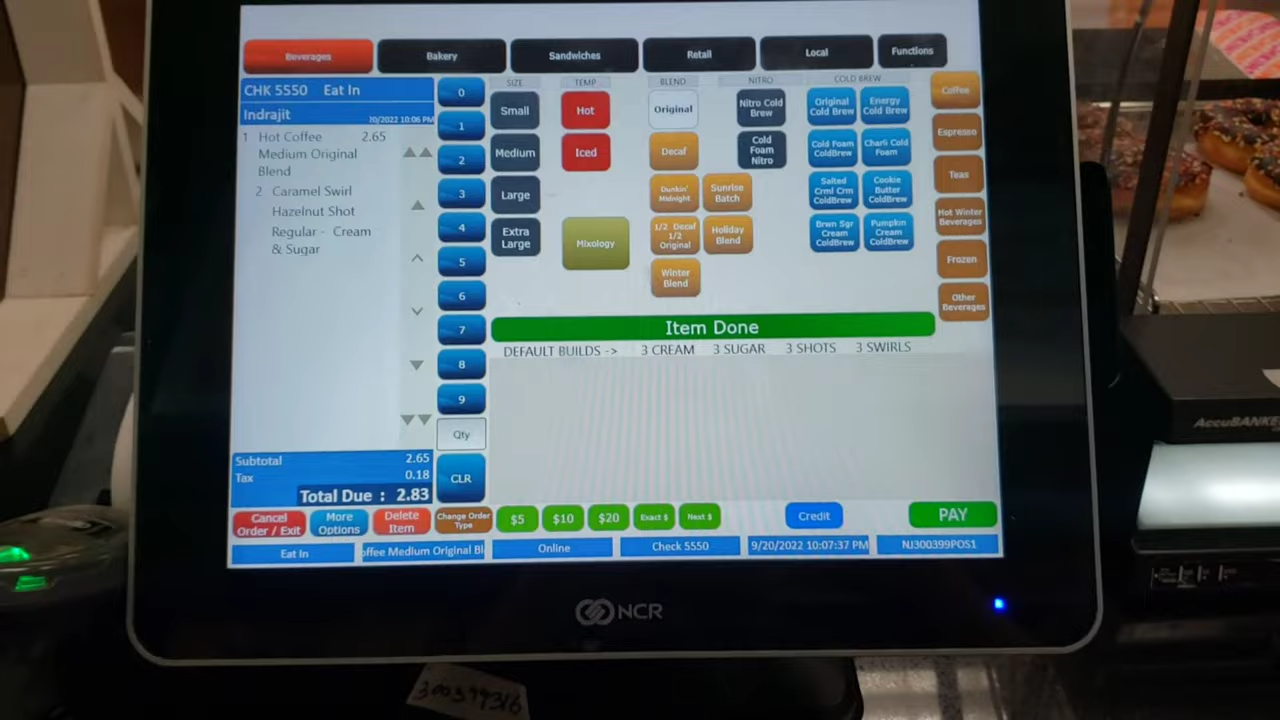 Beverages
Bakery
Sandwiches
Retail
Local
Functions
CHK 5550 Eat In
Indrajit
20/2022 10:06 PM
1 Hot Coffee 2.65
Medium Original
Blend
2 Caramel Swirl
Hazelnut Shot
Regular - Cream
& Sugar
Subtotal 2.65
Tax 0.18
Total Due : 2.83
0
1
2
3
4
5
6
7
8
9
Qty
CLR
SIZE
Small
Medium
Large
Extra
Large
TEMP
Hot
Iced
Mixology
BLEND
Original
Decaf
Dunkin'
Midnight
Sunrise
Batch
1/2 Decaf
1/2
Original
Holiday
Blend
Winter
Blend
NITRO
Nitro Cold
Brew
Cold
Foam
Nitro
COLD BREW
Original
Cold Brew
Energy
Cold Brew
Cold Foam
ColdBrew
Charli Cold
Foam
Salted
Crml Crm
ColdBrew
Cookie
Butter
ColdBrew
Brwn Sgr
Cream
ColdBrew
Pumpkin
Cream
ColdBrew
Coffee
Espresso
Teas
Hot Winter
Beverages
Frozen
Other
Beverages
Item Done
DEFAULT BUILDS -> 3 CREAM 3 SUGAR 3 SHOTS 3 SWIRLS
Cancel
Order / Exit
More
Options
Delete
Item
Change Order
Type
$5
$10
$20
Exact $
Next $
Credit
PAY
Eat In
offee Medium Original Bl
Online
Check 5550
9/20/2022 10:07:37 PM
NJ300399POS1
NCR
AccuBANKE